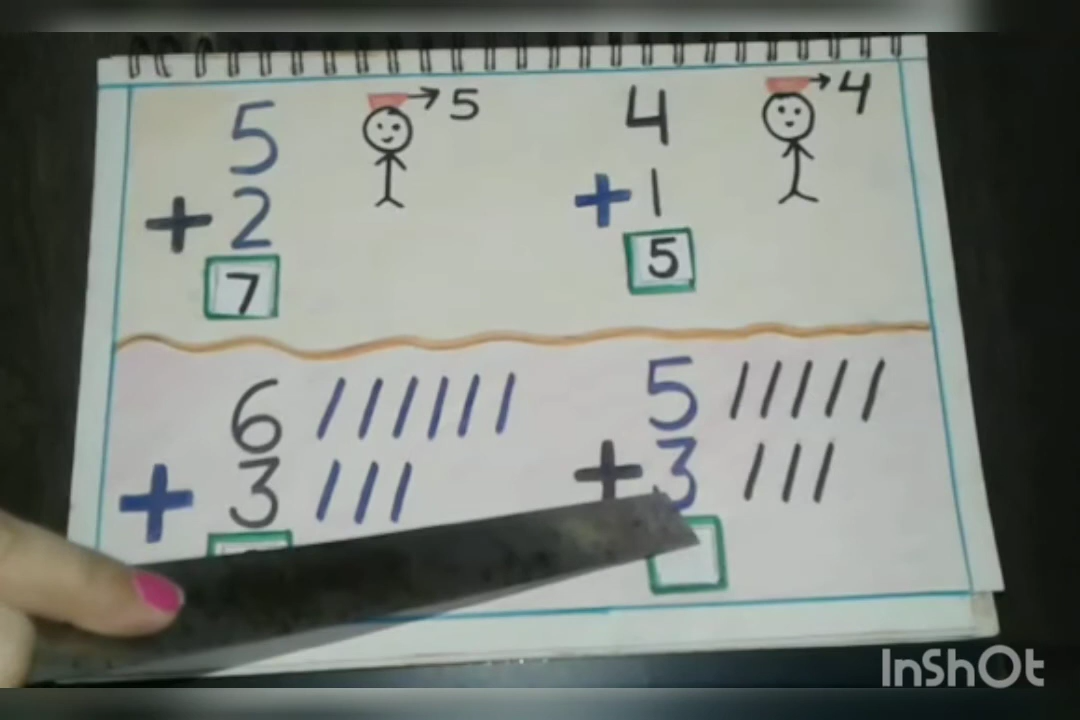 5 → 5
+ 2
7
4 → 4
+ 1
5
6 //////
+ 3 ///
5 /////
+ 3 ///
InShOt